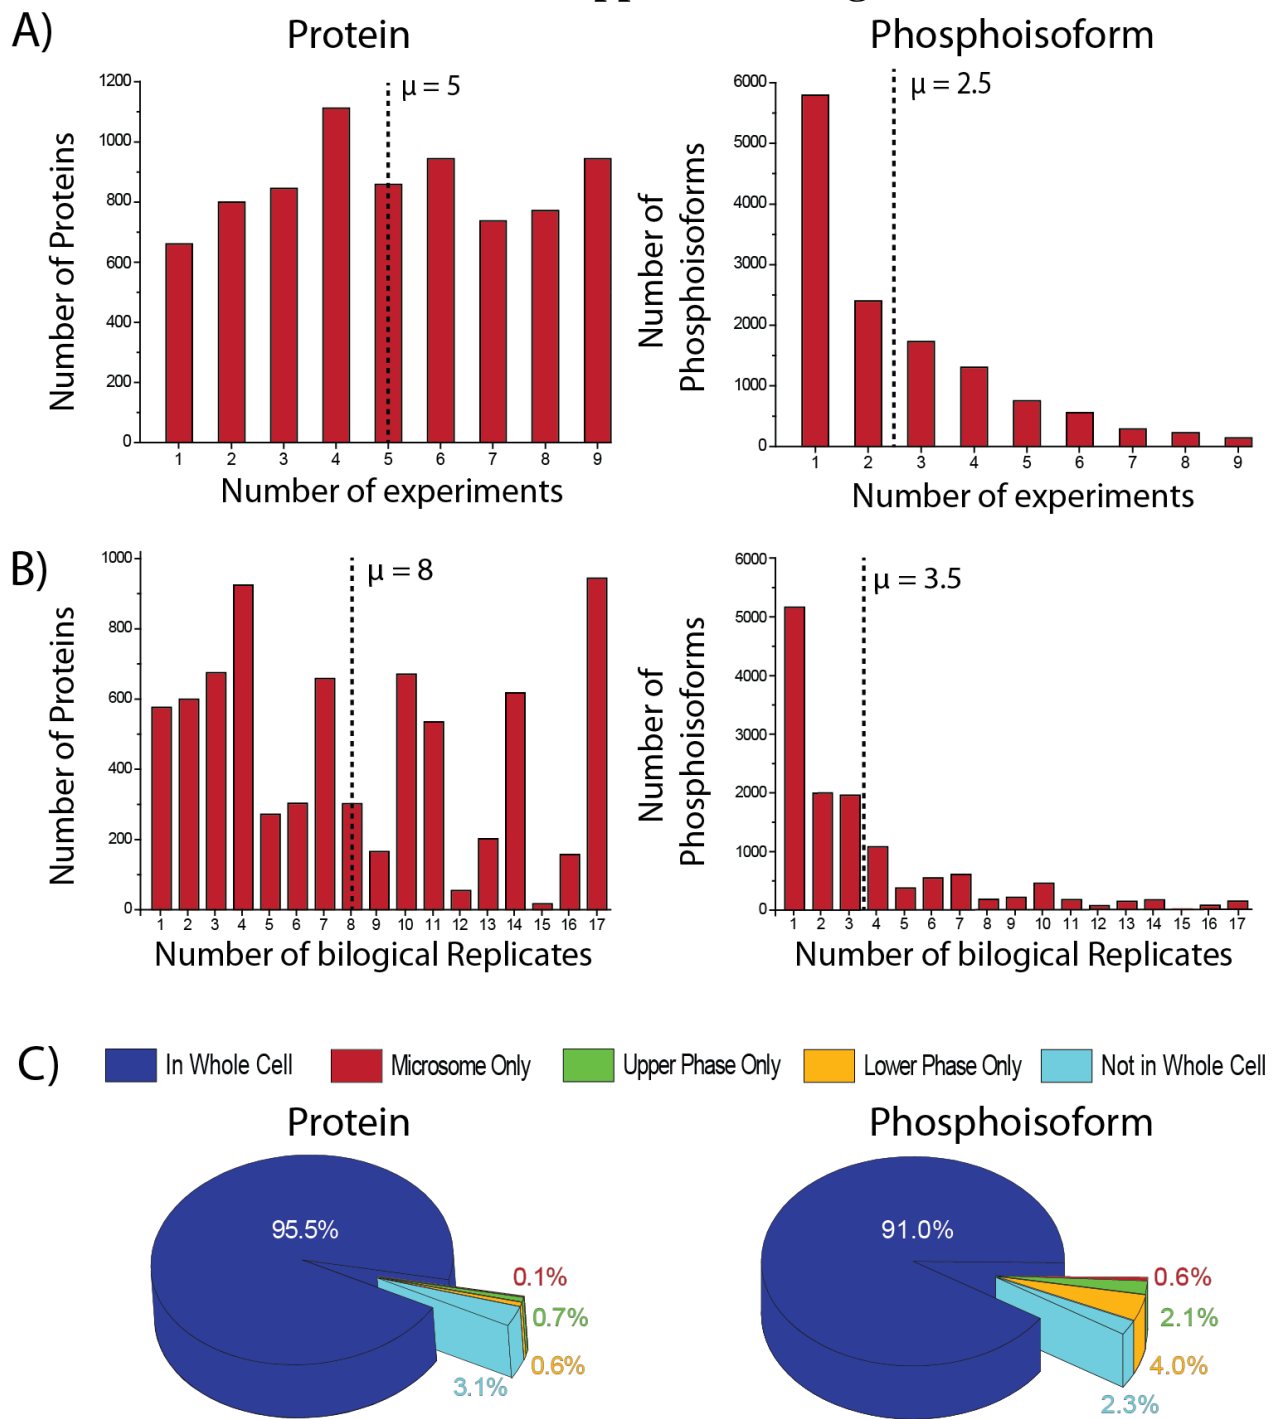 A)
Protein
Phosphoisoform
Number of Proteins
1200
1000
800
600
400
200
0
μ = 5
1 2 3 4 5 6 7 8 9
Number of experiments
Number of
Phosphoisoforms
6000
5000
4000
3000
2000
1000
0
μ = 2.5
1 2 3 4 5 6 7 8 9
Number of experiments
B)
Number of Proteins
1000
800
600
400
200
0
μ = 8
1 2 3 4 5 6 7 8 9 10 11 12 13 14 15 16 17
Number of bilogical Replicates
Number of
Phosphoisoforms
6000
5000
4000
3000
2000
1000
0
μ = 3.5
1 2 3 4 5 6 7 8 9 10 11 12 13 14 15 16 17
Number of bilogical Replicates
C)
In Whole Cell
Microsome Only
Upper Phase Only
Lower Phase Only
Not in Whole Cell
Protein
95.5%
0.1%
0.7%
0.6%
3.1%
Phosphoisoform
91.0%
0.6%
2.1%
4.0%
2.3%